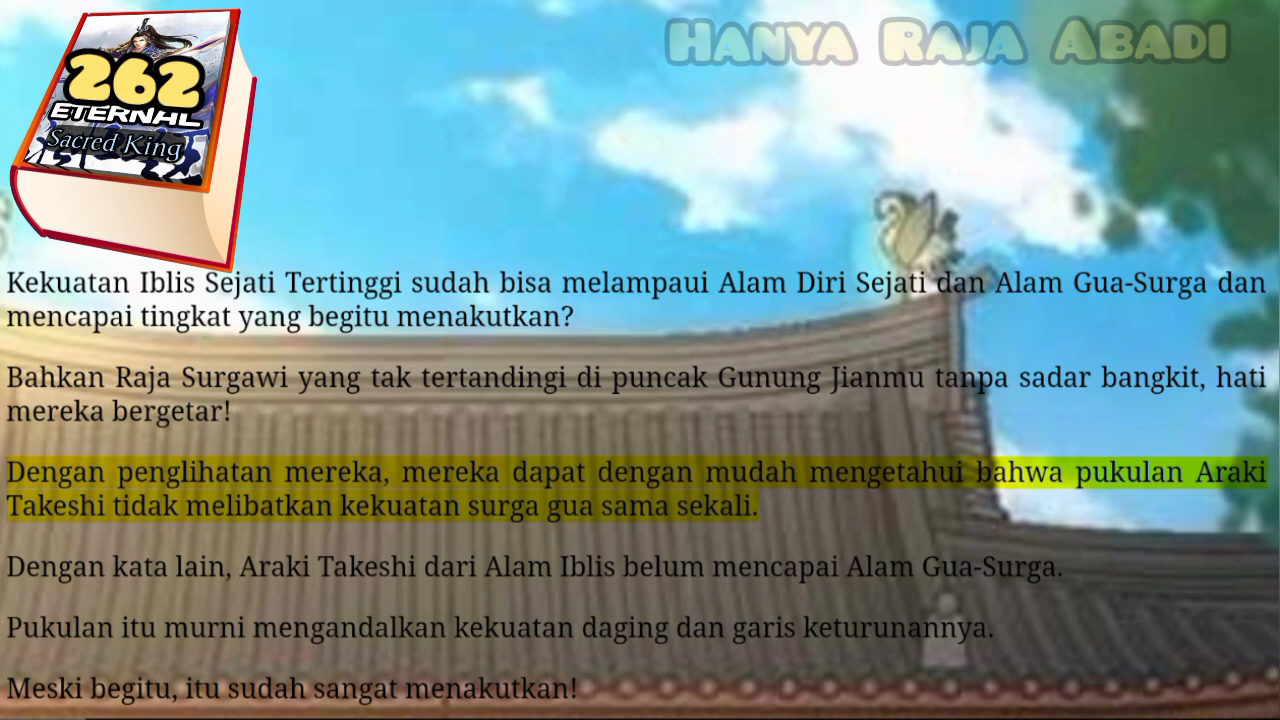 Hanya Raja Abadi
262
ETERNAL
Sacred King
Kekuatan Iblis Sejati Tertinggi sudah bisa melampaui Alam Diri Sejati dan Alam Gua-Surga dan
mencapai tingkat yang begitu menakutkan?
Bahkan Raja Surgawi yang tak tertandingi di puncak Gunung Jianmu tanpa sadar bangkit, hati
mereka bergetar!
Dengan penglihatan mereka, mereka dapat dengan mudah mengetahui bahwa pukulan Araki
Takeshi tidak melibatkan kekuatan surga gua sama sekali.
Dengan kata lain, Araki Takeshi dari Alam Iblis belum mencapai Alam Gua-Surga.
Pukulan itu murni mengandalkan kekuatan daging dan garis keturunannya.
Meski begitu, itu sudah sangat menakutkan!